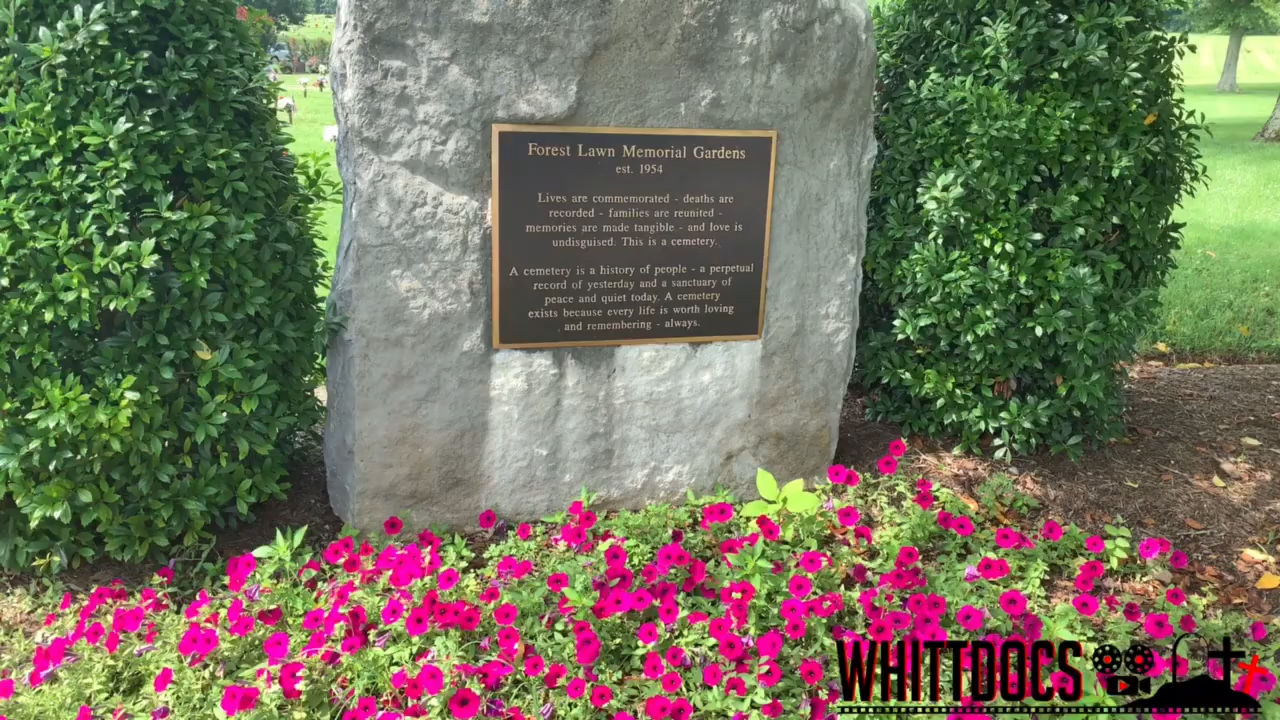 Forest Lawn Memorial Gardens
est. 1954
Lives are commemorated - deaths are
recorded - families are reunited -
memories are made tangible - and love is
undisguised. This is a cemetery.
A cemetery is a history of people - a perpetual
record of yesterday and a sanctuary of
peace and quiet today. A cemetery
exists because every life is worth loving
and remembering - always.
WHITTDOCS